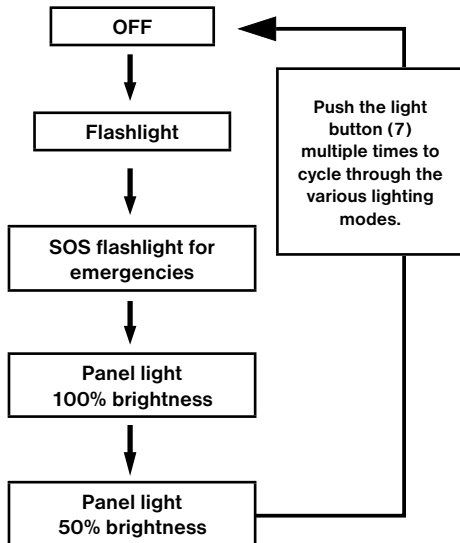 OFF
Flashlight
SOS flashlight for
emergencies
Panel light
100% brightness
Panel light
50% brightness
Push the light
button (7)
multiple times to
cycle through the
various lighting
modes.